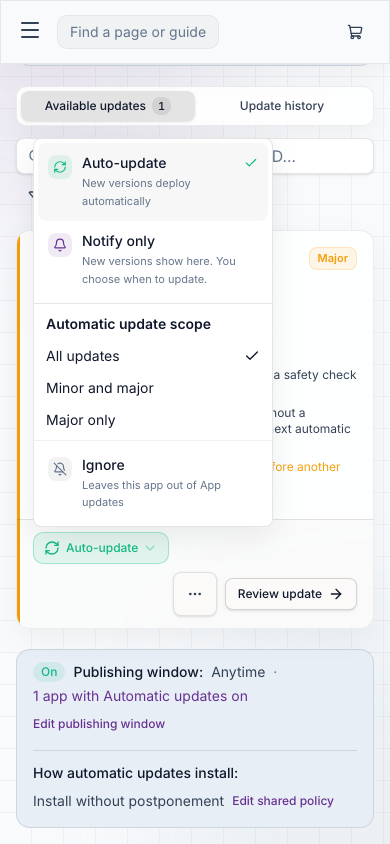 Find a page or guide
Available updates 1
Update history
D...
Auto-update
New versions deploy
automatically
Notify only
New versions show here. You
choose when to update.
Automatic update scope
All updates
Minor and major
Major only
Ignore
Leaves this app out of App
updates
Major
a safety check
out a
ext automatic
fore another
Auto-update
...
Review update
On Publishing window: Anytime ·
1 app with Automatic updates on
Edit publishing window
How automatic updates install:
Install without postponement Edit shared policy